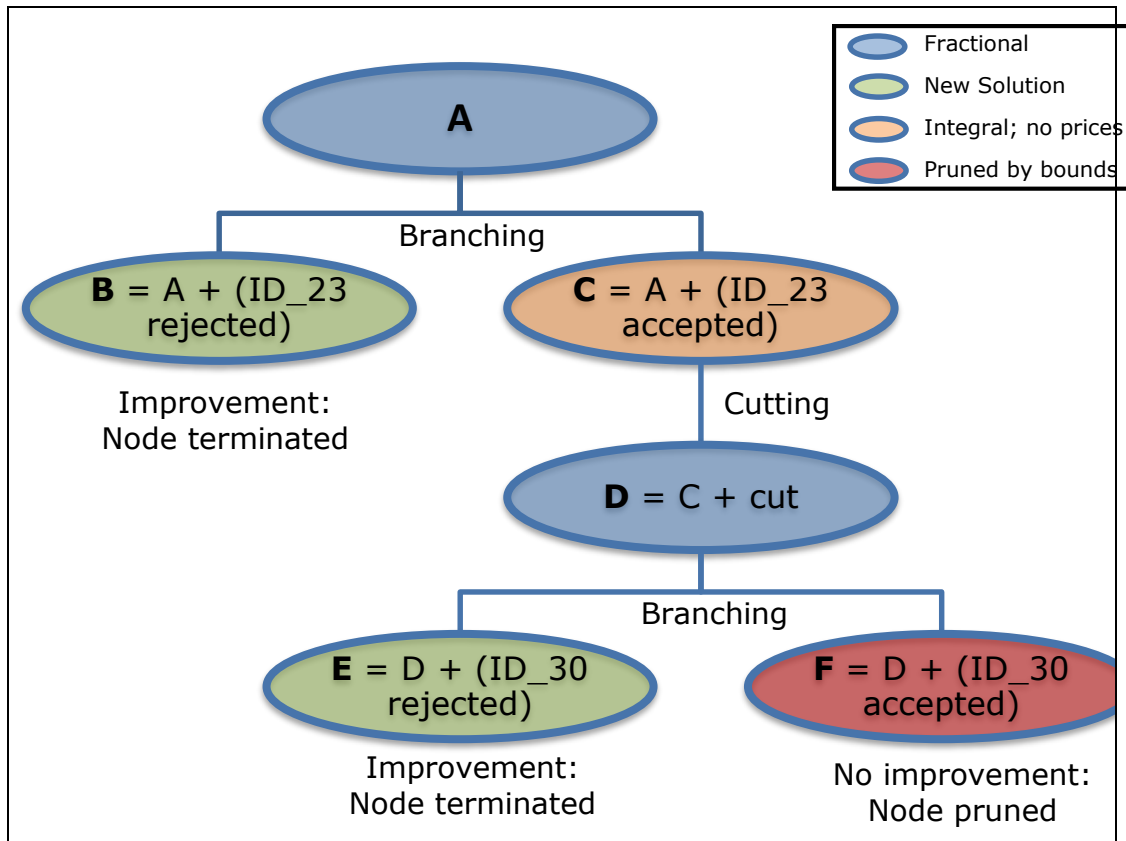 Fractional
New Solution
Integral; no prices
Pruned by bounds
A
Branching
B = A + (ID_23
rejected)
C = A + (ID_23
accepted)
Improvement:
Node terminated
Cutting
D = C + cut
Branching
E = D + (ID_30
rejected)
F = D + (ID_30
accepted)
Improvement:
Node terminated
No improvement:
Node pruned